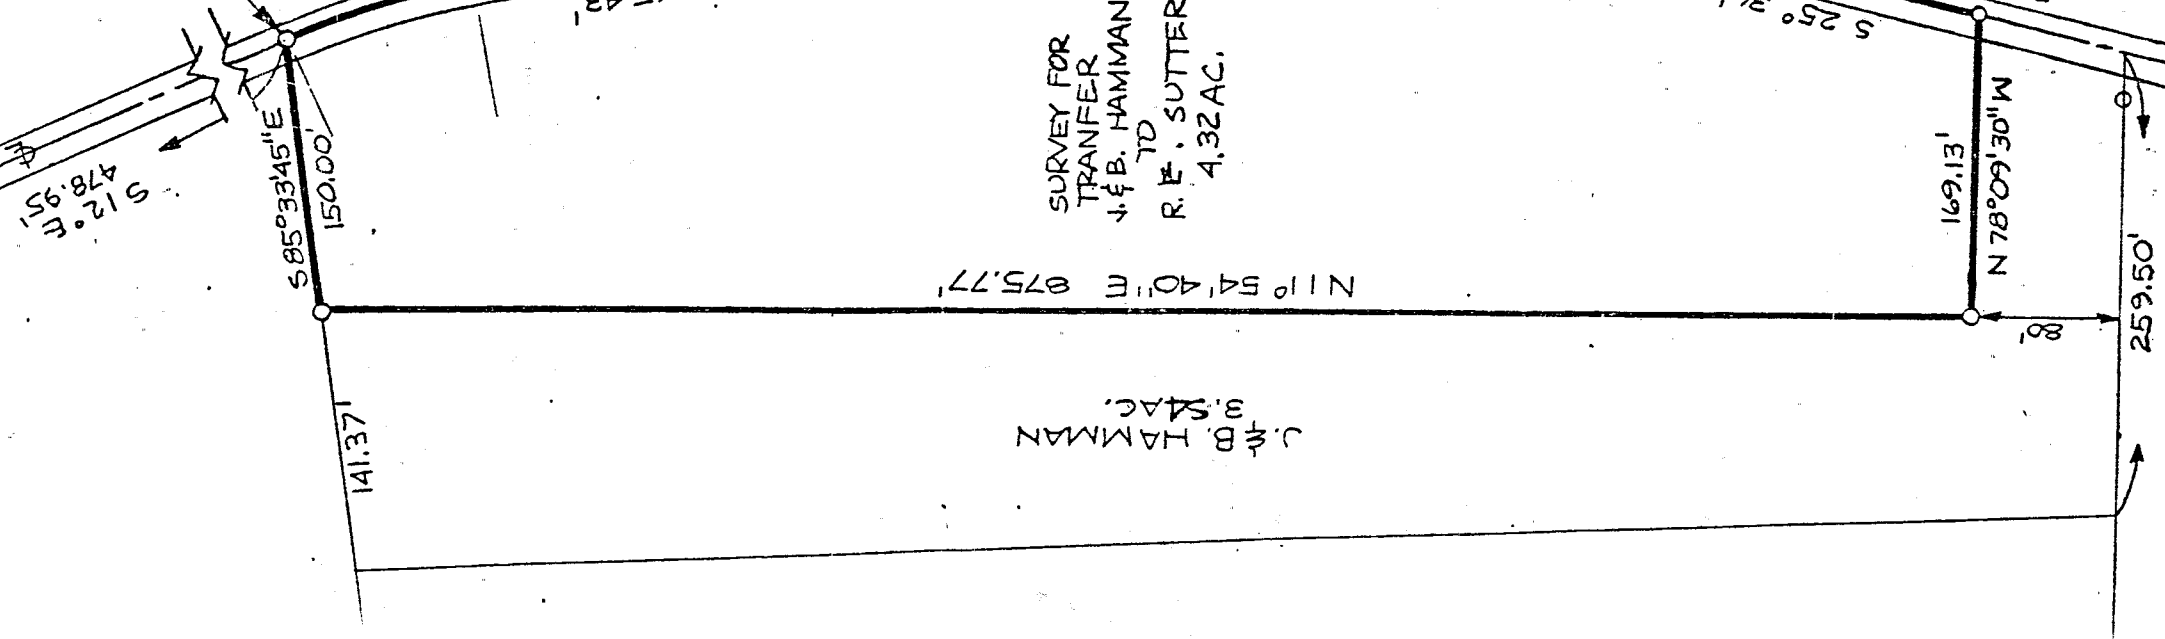 S 12° E
478.95'
S 85° 33' 45" E
150.00'
SURVEY FOR
TRANFER
J. & B. HAMMAN
TO
R. E. SUTTER
4.32 AC.
S 25°
169.13'
N 78° 09' 30" W
N 11° 54' 40" E 875.77'
80'
259.50'
141.37'
J. & B. HAMMAN
3.54 AC.